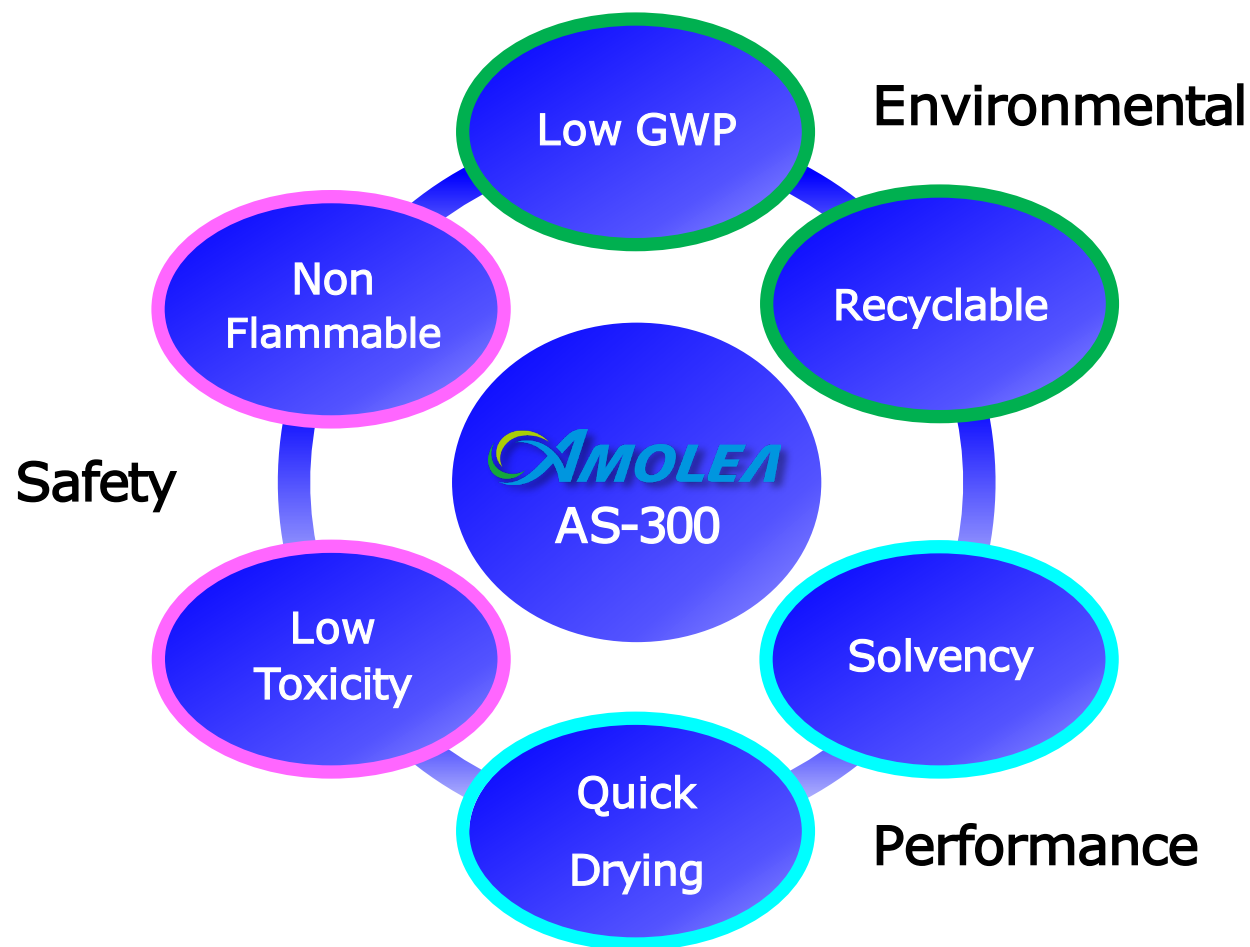 Low GWP
Environmental
Non
Flammable
Recyclable
AMOLEA
AS-300
Safety
Low
Toxicity
Solvency
Quick
Drying
Performance